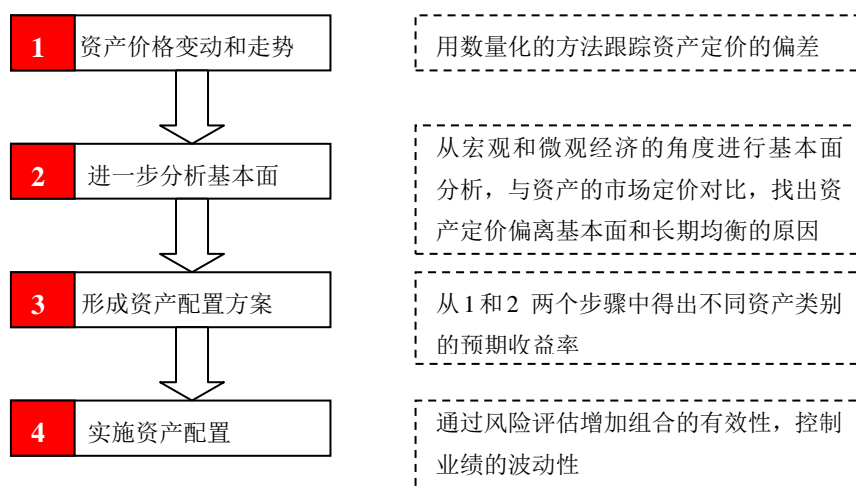 1 资产价格变动和走势
用数量化的方法跟踪资产定价的偏差
2 进一步分析基本面
从宏观和微观经济的角度进行基本面
分析，与资产的市场定价对比，找出资
产定价偏离基本面和长期均衡的原因
3 形成资产配置方案
从1和2 两个步骤中得出不同资产类别
的预期收益率
4 实施资产配置
通过风险评估增加组合的有效性，控制
业绩的波动性